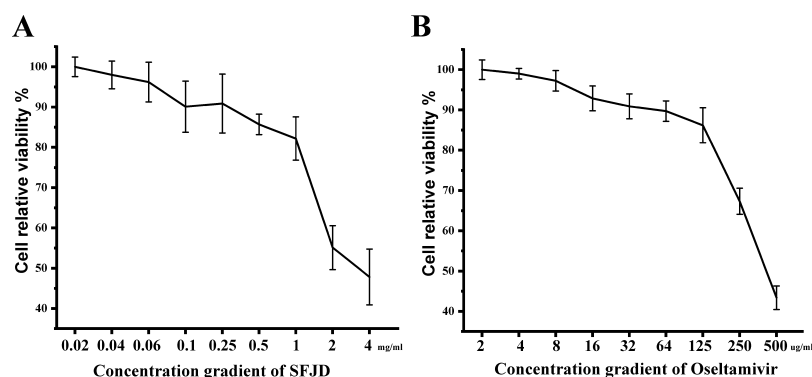 A
Cell relative viability %
100
90
80
70
60
50
40
0.02 0.04 0.06 0.1 0.25 0.5 1 2 4 mg/ml
Concentration gradient of SFJD
B
Cell relative viability %
100
90
80
70
60
50
40
2 4 8 16 32 64 125 250 500 ug/ml
Concentration gradient of Oseltamivir